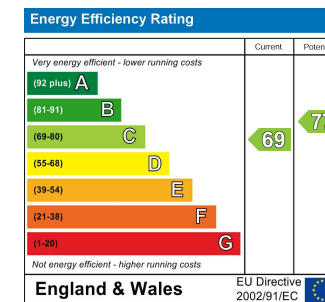 Energy Efficiency Rating
Current
Very energy efficient - lower running costs
(92 plus) A
(81-91) B
(69-80) C
69
(55-68) D
(39-54) E
(21-38) F
(1-20) G
Not energy efficient - higher running costs
England & Wales
EU Directive
2002/91/EC